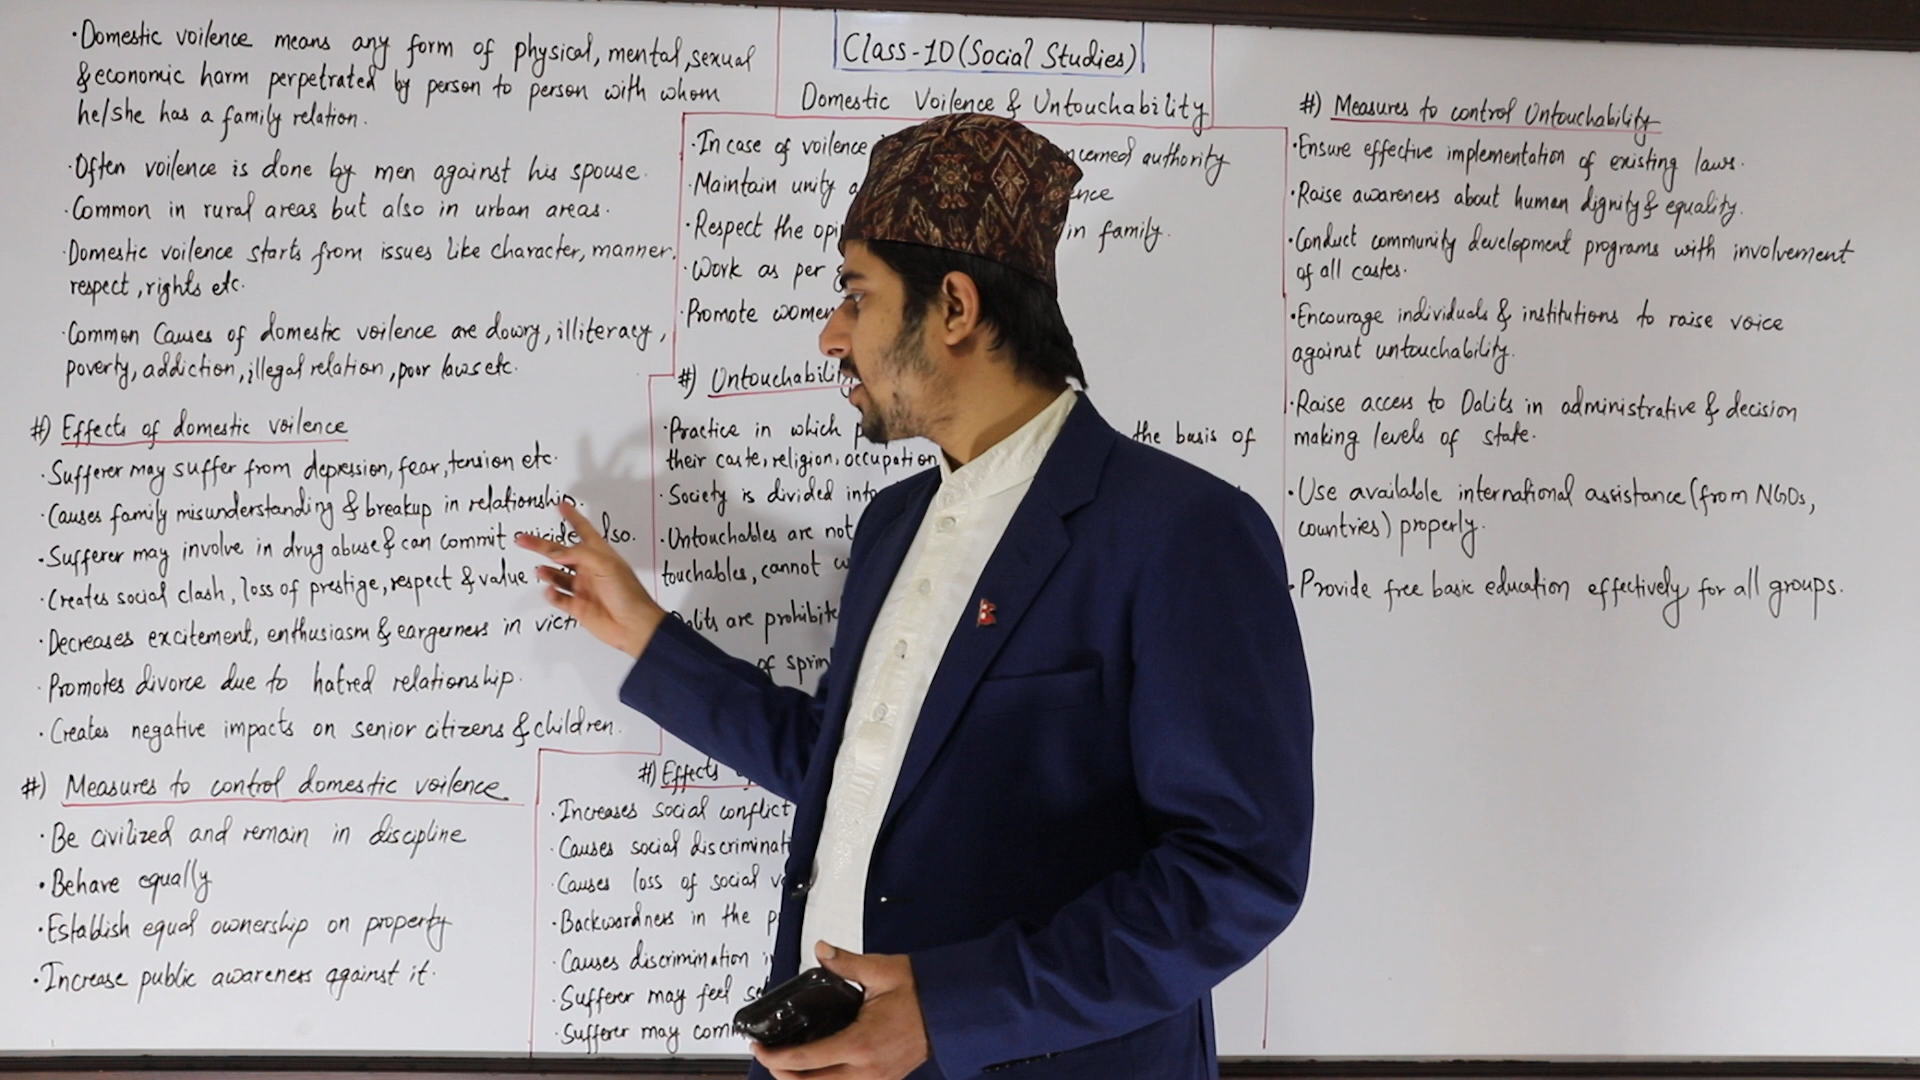 Class-10 (Social Studies)
Domestic Voilence & Untouchability
·Domestic voilence means any form of physical, mental, sexual
& economic harm perpetrated by person to person with whom
he/she has a family relation.
·Often voilence is done by men against his spouse.
·Common in rural areas but also in urban areas.
·Domestic voilence starts from issues like character, manner,
respect, rights etc.
·Common Causes of domestic voilence are dowry, illiteracy,
poverty, addiction, illegal relation, poor laws etc.
#) Effects of domestic voilence
·Sufferer may suffer from depression, fear, tension etc.
·Causes family misunderstanding & breakup in relationship.
·Sufferer may involve in drug abuse & can commit suicide also.
·Creates social clash, loss of prestige, respect & value
·Decreases excitement, enthusiasm & eargerness in
·Promotes divorce due to hatred relationship.
·Creates negative impacts on senior citizens & children.
#) Measures to control domestic voilence
·Be civilized and remain in discipline
·Behave equally
·Establish equal ownership on property
·Increase public awareness against it.
·In case of voilence authority
·Maintain unity
·Respect the in family.
·Work as per
·Promote women
#) Untouchability
·Practice in which the basis of
their caste, religion, occupation
·Society is divided into
·Untouchables are not
touchables, cannot
Dalits are
of
#) Effects
·Increases social conflict
·Causes social
·Causes loss of social
·Backwardness in the
·Causes discrimination
·Sufferer may feel
·Sufferer may
#) Measures to control Untouchability
·Ensure effective implementation of existing laws.
·Raise awareness about human dignity & equality.
·Conduct community development programs with involvement
of all castes.
·Encourage individuals & institutions to raise voice
against untouchability.
·Raise access to Dalits in administrative & decision
making levels of state.
·Use available international assistance (from NGOs,
countries) properly.
·Provide free basic education effectively for all groups.